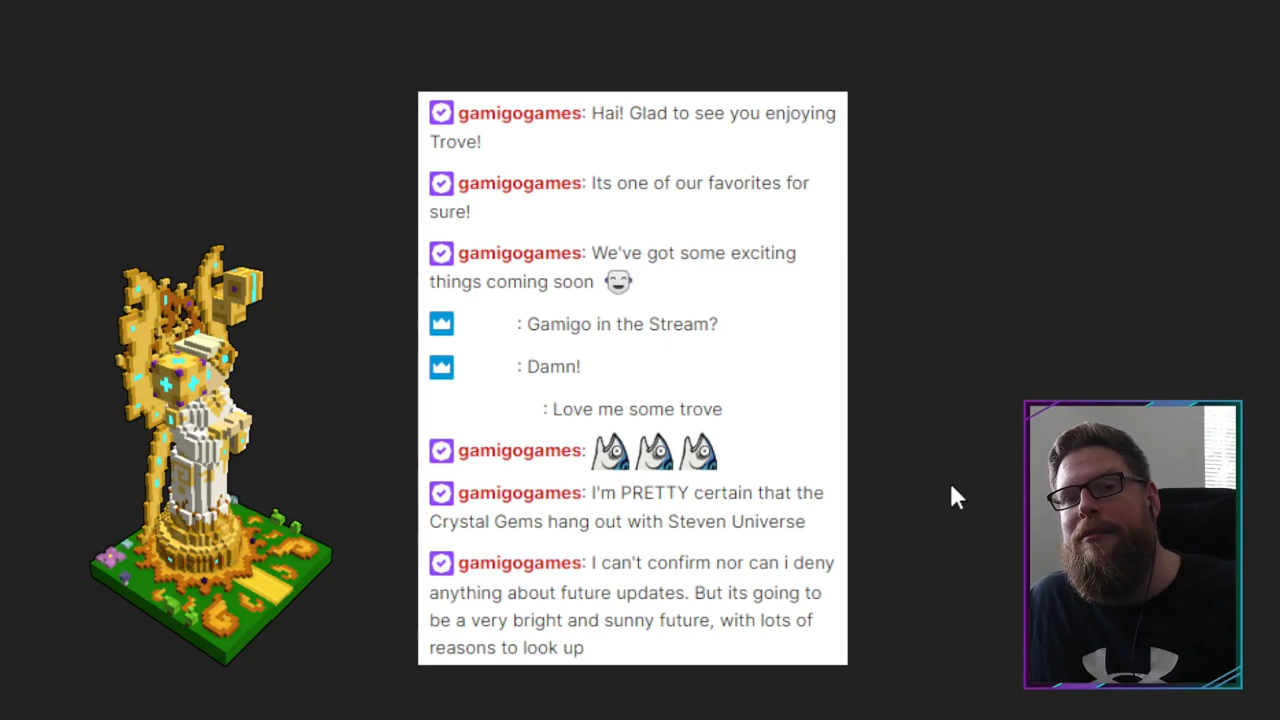 gamigogames: Hai! Glad to see you enjoying
Trove!
gamigogames: Its one of our favorites for
sure!
gamigogames: We've got some exciting
things coming soon
: Gamigo in the Stream?
: Damn!
: Love me some trove
gamigogames:
gamigogames: I'm PRETTY certain that the
Crystal Gems hang out with Steven Universe
gamigogames: I can't confirm nor can i deny
anything about future updates. But its going to
be a very bright and sunny future, with lots of
reasons to look up